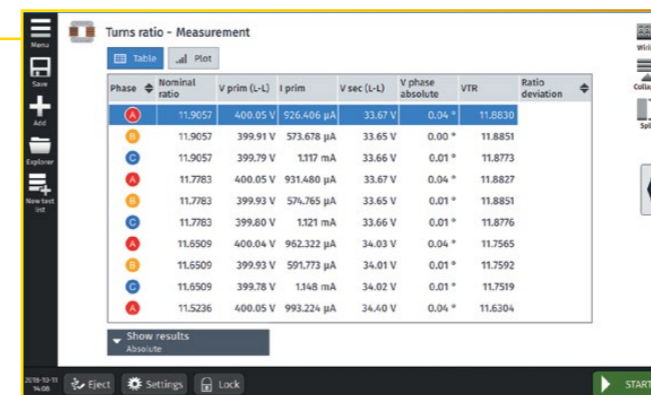 Turns ratio - Measurement
Menu
Save
Add
Explorer
New test list
Table Plot
Phase Nominal ratio V prim (L-L) I prim V sec (L-L) V phase absolute VTR Ratio deviation
A 11.9057 400.05 V 926.406 µA 33.67 V 0.04 ° 11.8830
B 11.9057 399.91 V 573.678 µA 33.65 V 0.00 ° 11.8851
C 11.9057 399.79 V 1.117 mA 33.66 V 0.01 ° 11.8773
A 11.7783 400.05 V 931.480 µA 33.67 V 0.04 ° 11.8827
B 11.7783 399.93 V 574.765 µA 33.65 V 0.01 ° 11.8851
C 11.7783 399.80 V 1.121 mA 33.66 V 0.01 ° 11.8776
A 11.6509 400.04 V 962.322 µA 34.03 V 0.04 ° 11.7565
B 11.6509 399.93 V 591.773 µA 34.01 V 0.01 ° 11.7592
C 11.6509 399.78 V 1.148 mA 34.02 V 0.01 ° 11.7519
A 11.5236 400.05 V 993.224 µA 34.40 V 0.04 ° 11.6304
Show results
Absolute
Wiri
Colla
Spl
2016-10-11
14:08
Eject Settings Lock START